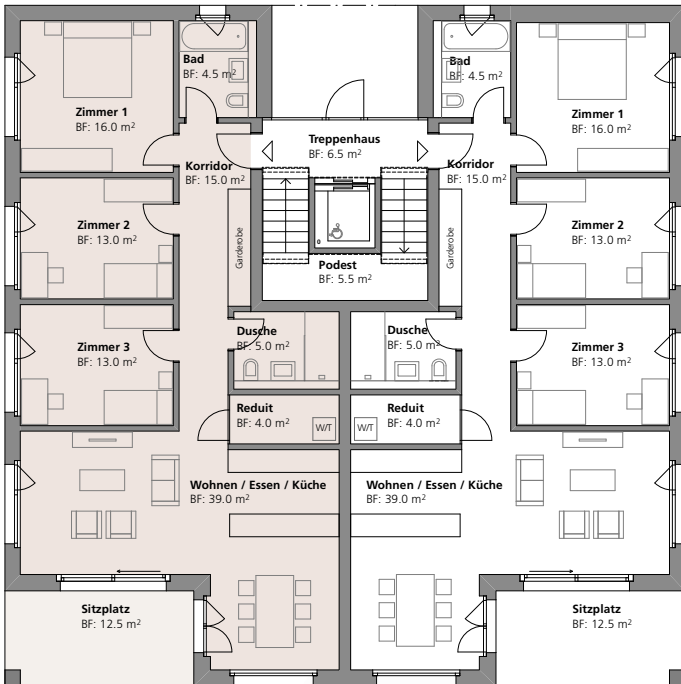 Bad
BF: 4.5 m²
Zimmer 1
BF: 16.0 m²
Korridor
BF: 15.0 m²
Treppenhaus
BF: 6.5 m²
Bad
BF: 4.5 m²
Korridor
BF: 15.0 m²
Zimmer 1
BF: 16.0 m²
Zimmer 2
BF: 13.0 m²
Garderobe
Podest
BF: 5.5 m²
Garderobe
Zimmer 2
BF: 13.0 m²
Zimmer 3
BF: 13.0 m²
Dusche
BF: 5.0 m²
Dusche
BF: 5.0 m²
Zimmer 3
BF: 13.0 m²
Reduit
BF: 4.0 m²
W/T
W/T
Reduit
BF: 4.0 m²
Wohnen / Essen / Küche
BF: 39.0 m²
Wohnen / Essen / Küche
BF: 39.0 m²
Sitzplatz
BF: 12.5 m²
Sitzplatz
BF: 12.5 m²